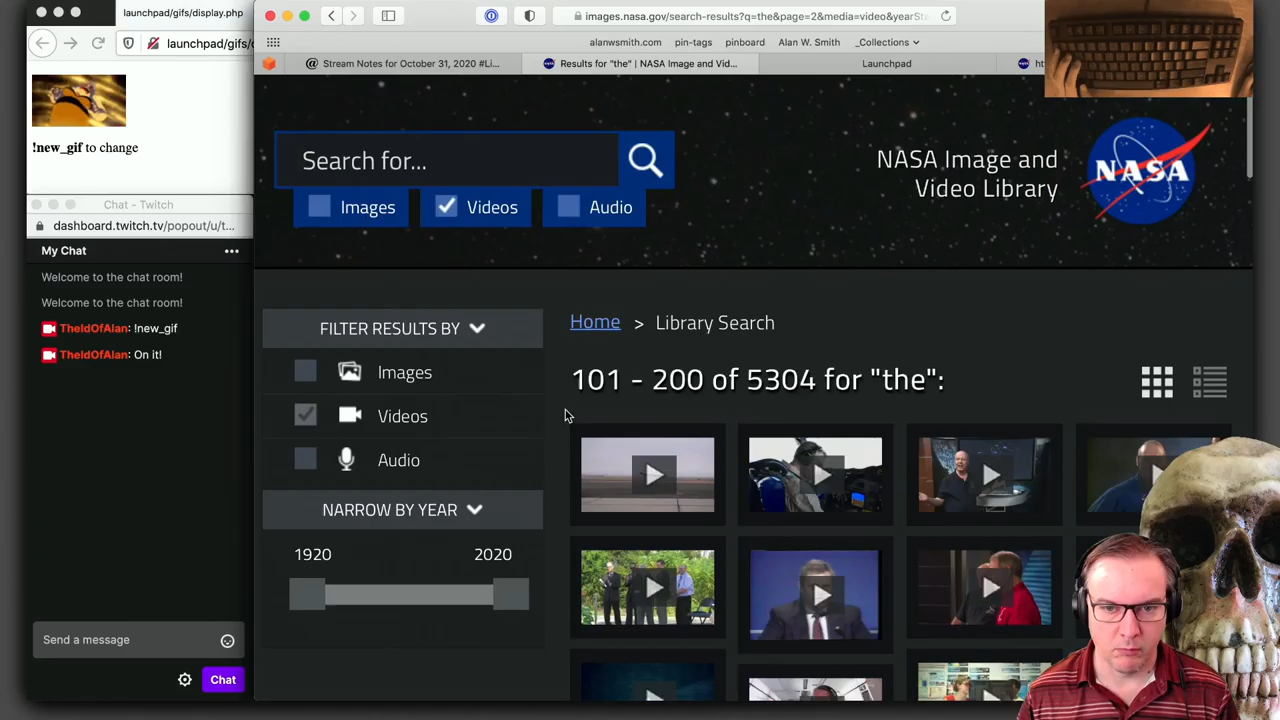 launchpad/gifs/display.php
launchpad/gifs/d
!new_gif to change
Chat - Twitch
dashboard.twitch.tv/popout/u/t...
My Chat
Welcome to the chat room!
Welcome to the chat room!
TheIdOfAlan: !new_gif
TheIdOfAlan: On it!
Send a message
Chat
images.nasa.gov/search-results?q=the&page=2&media=video&yearSt
alanwsmith.com pin-tags pinboard Alan W. Smith _Collections
Stream Notes for October 31, 2020 #Li...
Results for "the" | NASA Image and Vid...
Launchpad
ht
Search for...
Images
Videos
Audio
NASA Image and
Video Library
NASA
FILTER RESULTS BY
Images
Videos
Audio
NARROW BY YEAR
1920 2020
Home > Library Search
101 - 200 of 5304 for "the":